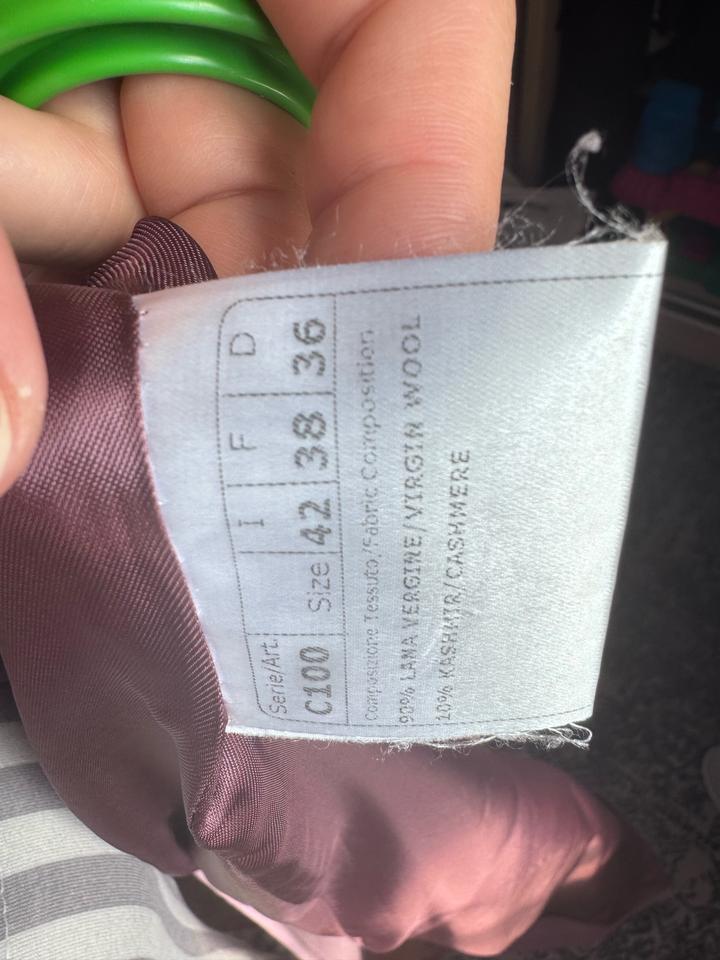 Serie/Art. I F D
C100 Size 42 38 36
Composizione Tessuto/Fabric Composition
90% LANA VERGINE/VIRGIN WOOL
10% KASHMIR/CASHMERE